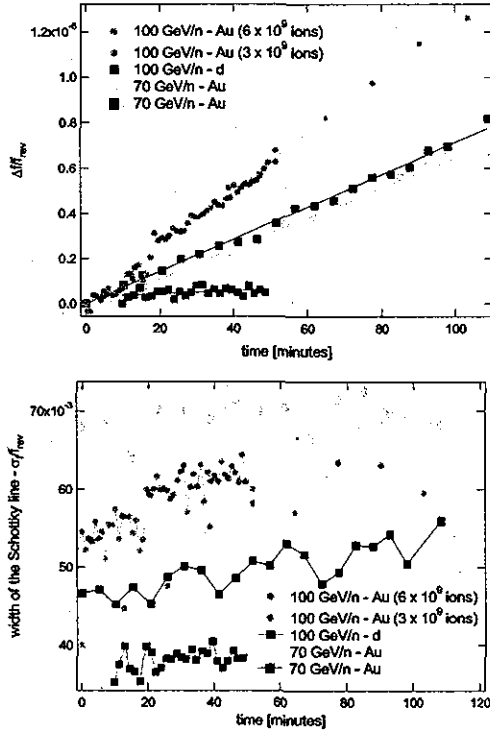 1.2x10⁻⁶
1.0
0.8
0.6
0.4
0.2
0.0
Δf/f_rev
100 GeV/n - Au (6 x 10⁹ ions)
100 GeV/n - Au (3 x 10⁹ ions)
100 GeV/n - d
70 GeV/n - Au
70 GeV/n - Au
0 20 40 60 80 100
time [minutes]
70x10⁻³
60
50
40
width of the Schottky line - σ/f_rev
100 GeV/n - Au (6 x 10⁹ ions)
100 GeV/n - Au (3 x 10⁹ ions)
100 GeV/n - d
70 GeV/n - Au
70 GeV/n - Au
0 20 40 60 80 100
time [minutes]